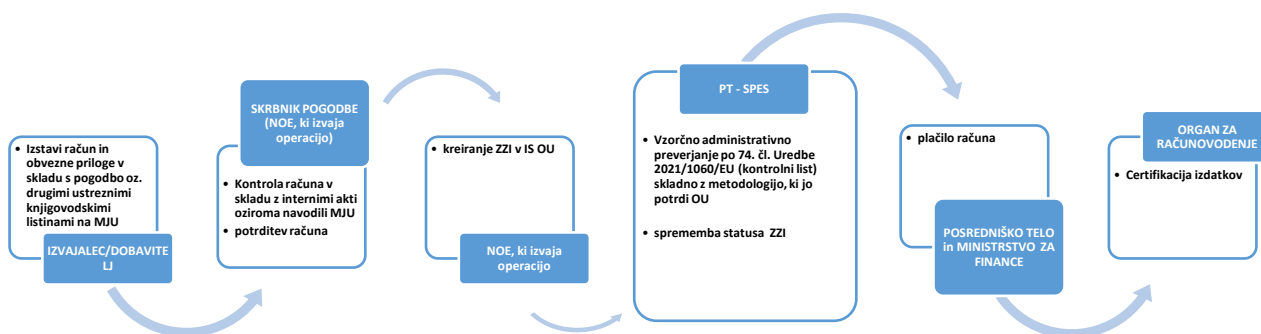 • Izstavi račun in
obvezne priloge v
skladu s pogodbo oz.
drugimi ustreznimi
knjigovodskimi
listinami na MJU
IZVAJALEC/DOBAVITE
LJ
SKRBNIK POGODBE
(NOE, ki izvaja
operacijo)
• Kontrola računa v
skladu z internimi akti
oziroma navodili MJU
• potrditev računa
• kreiranje ZZI v IS OU
NOE, ki izvaja
operacijo
PT - SPES
• Vzorčno administrativno
preverjanje po 74. čl. Uredbe
2021/1060/EU (kontrolni list)
skladno z metodologijo, ki jo
potrdi OU
• sprememba statusa ZZI
• plačilo računa
POSREDNIŠKO TELO
in MINISTRSTVO ZA
FINANCE
ORGAN ZA
RAČUNOVODENJE
• Certifikacija izdatkov